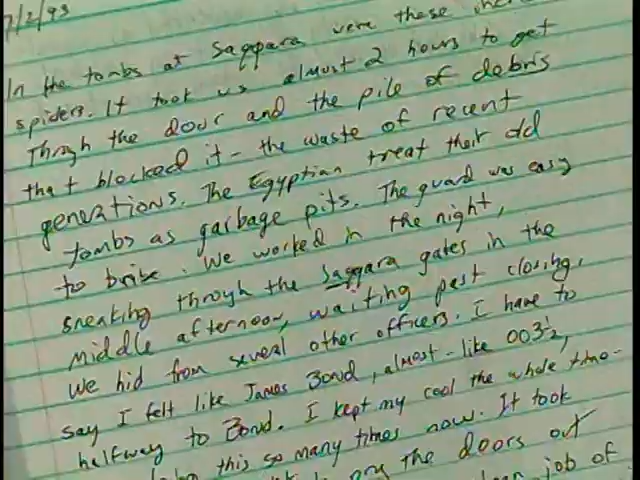 7/2/93
In the tombs at Saqqara were these
spiders. It took us almost 2 hours to get
Through the door and the pile of debris
that blocked it - the waste of recent
generations. The Egyptian treat their old
tombs as garbage pits. The guard was easy
to bribe. We worked in the night,
sneaking through the Saqqara gates in the
middle afternoon, waiting past closing.
We hid from several other officers. I have to
say I felt like James Bond, almost - like 003½,
halfway to Bond. I kept my cool the whole time -
this so many times now. It took
pry the doors out
job of